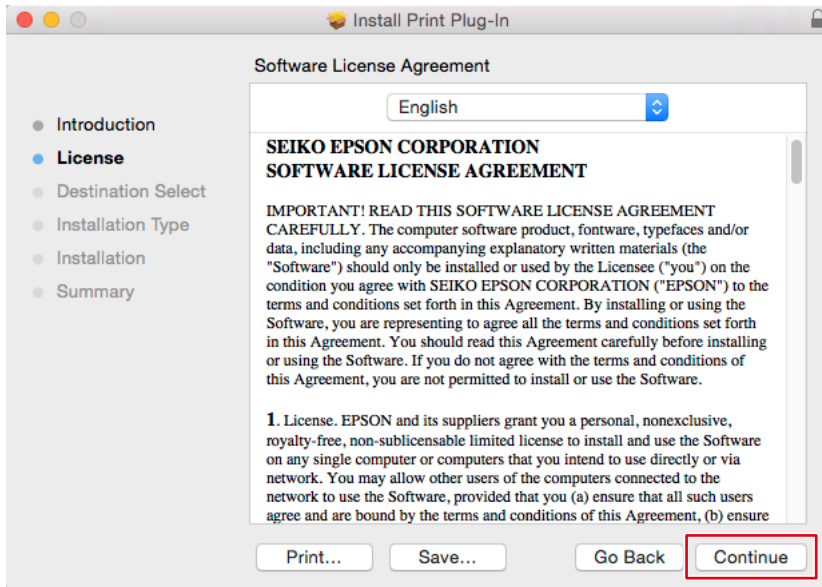 Install Print Plug-In
Software License Agreement
Introduction
License
Destination Select
Installation Type
Installation
Summary
English
SEIKO EPSON CORPORATION
SOFTWARE LICENSE AGREEMENT
IMPORTANT! READ THIS SOFTWARE LICENSE AGREEMENT
CAREFULLY. The computer software product, fontware, typefaces and/or
data, including any accompanying explanatory written materials (the
"Software") should only be installed or used by the Licensee ("you") on the
condition you agree with SEIKO EPSON CORPORATION ("EPSON") to the
terms and conditions set forth in this Agreement. By installing or using the
Software, you are representing to agree all the terms and conditions set forth
in this Agreement. You should read this Agreement carefully before installing
or using the Software. If you do not agree with the terms and conditions of
this Agreement, you are not permitted to install or use the Software.
1. License. EPSON and its suppliers grant you a personal, nonexclusive,
royalty-free, non-sublicensable limited license to install and use the Software
on any single computer or computers that you intend to use directly or via
network. You may allow other users of the computers connected to the
network to use the Software, provided that you (a) ensure that all such users
agree and are bound by the terms and conditions of this Agreement, (b) ensure
Print...
Save...
Go Back
Continue